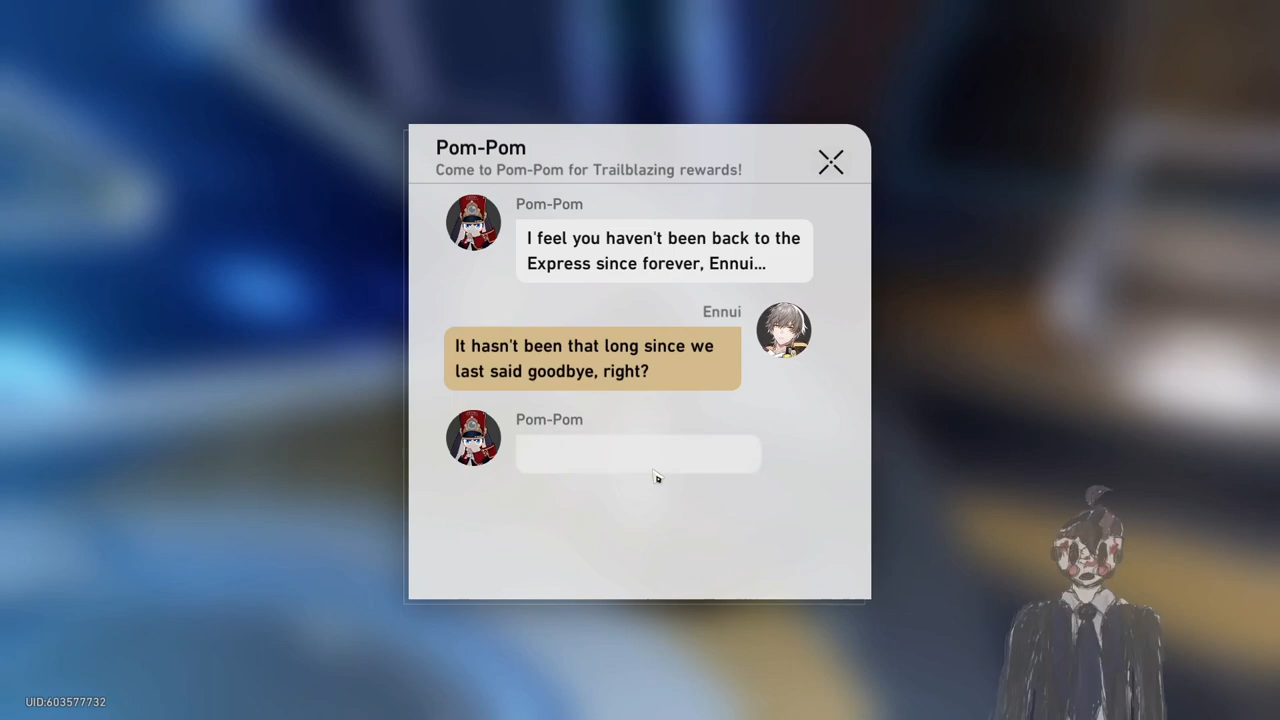 Pom-Pom
Come to Pom-Pom for Trailblazing rewards!
Pom-Pom
I feel you haven't been back to the
Express since forever, Ennui...
Ennui
It hasn't been that long since we
last said goodbye, right?
Pom-Pom
UID:603577732